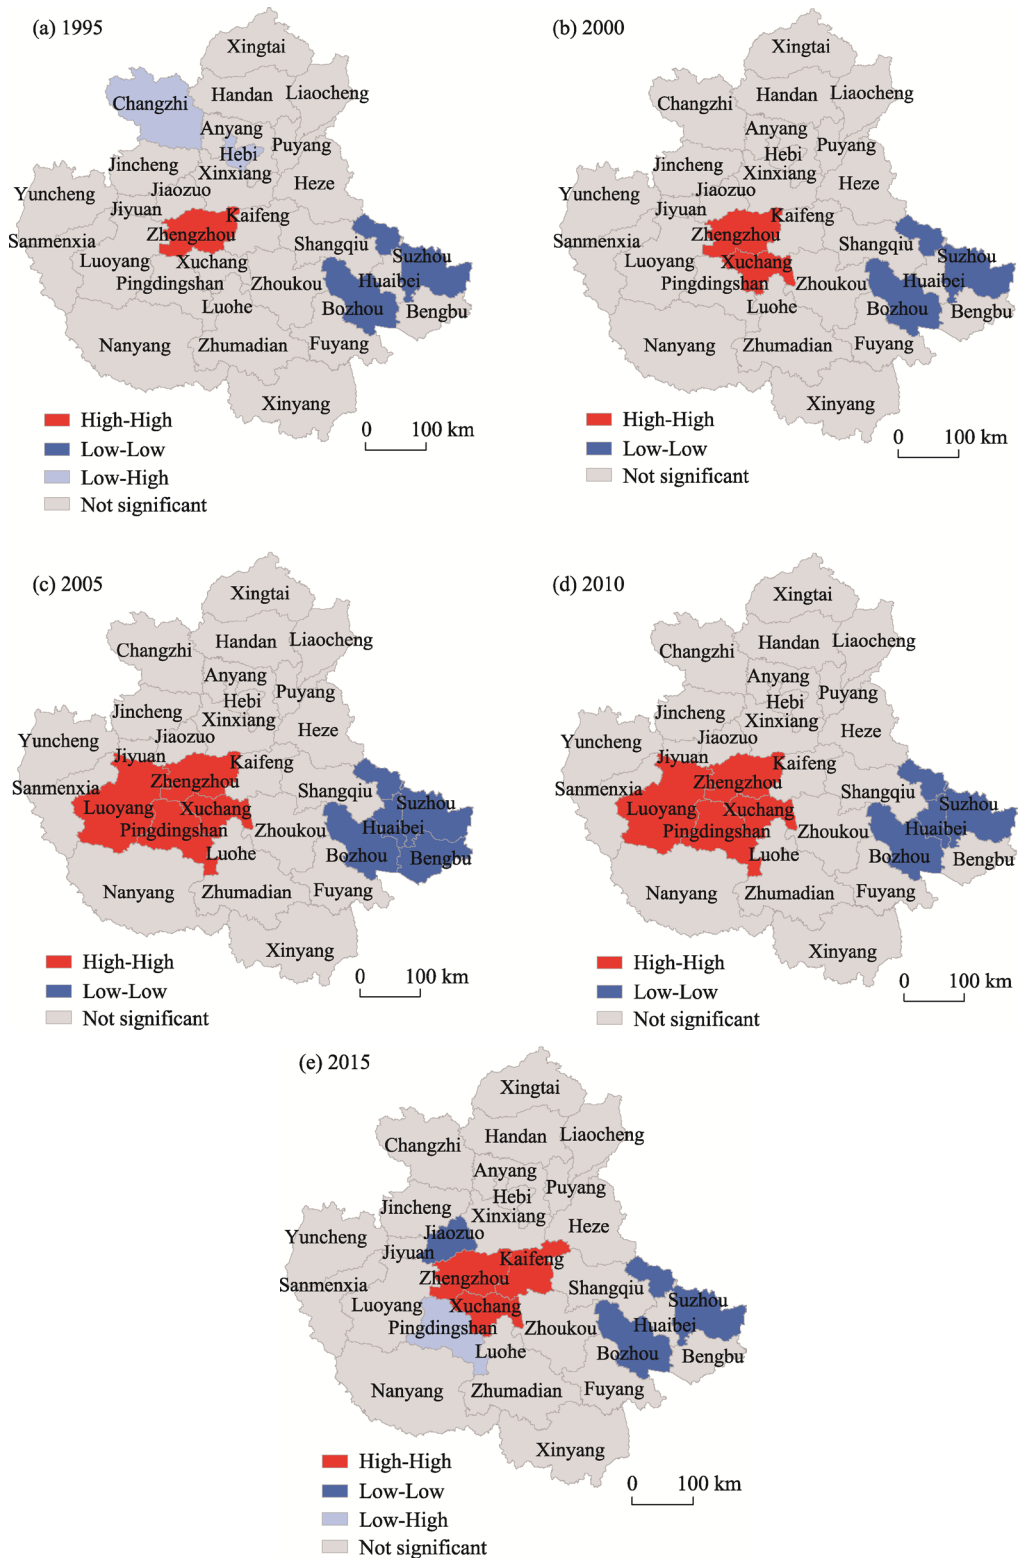 (a) 1995
Xingtai
Changzhi
Handan
Liaocheng
Anyang
Puyang
Hebi
Jincheng
Xinxiang
Yuncheng
Jiaozuo
Heze
Jiyuan
Kaifeng
Sanmenxia
Zhengzhou
Shangqiu
Suzhou
Luoyang
Xuchang
Pingdingshan
Zhoukou
Huaibei
Luohe
Bozhou
Bengbu
Nanyang
Zhumadian
Fuyang
Xinyang
High-High
Low-Low
Low-High
Not significant
0 100 km
(b) 2000
Xingtai
Changzhi
Handan
Liaocheng
Anyang
Puyang
Hebi
Jincheng
Xinxiang
Yuncheng
Jiaozuo
Heze
Jiyuan
Kaifeng
Sanmenxia
Zhengzhou
Shangqiu
Suzhou
Luoyang
Xuchang
Pingdingshan
Zhoukou
Huaibei
Luohe
Bozhou
Bengbu
Nanyang
Zhumadian
Fuyang
Xinyang
High-High
Low-Low
Not significant
0 100 km
(c) 2005
Xingtai
Changzhi
Handan
Liaocheng
Anyang
Puyang
Hebi
Jincheng
Xinxiang
Yuncheng
Jiaozuo
Heze
Jiyuan
Kaifeng
Sanmenxia
Zhengzhou
Shangqiu
Suzhou
Luoyang
Xuchang
Pingdingshan
Zhoukou
Huaibei
Luohe
Bozhou
Bengbu
Nanyang
Zhumadian
Fuyang
Xinyang
High-High
Low-Low
Not significant
0 100 km
(d) 2010
Xingtai
Changzhi
Handan
Liaocheng
Anyang
Puyang
Hebi
Jincheng
Xinxiang
Yuncheng
Jiaozuo
Heze
Jiyuan
Kaifeng
Sanmenxia
Zhengzhou
Shangqiu
Suzhou
Luoyang
Xuchang
Pingdingshan
Zhoukou
Huaibei
Luohe
Bozhou
Bengbu
Nanyang
Zhumadian
Fuyang
Xinyang
High-High
Low-Low
Not significant
0 100 km
(e) 2015
Xingtai
Changzhi
Handan
Liaocheng
Anyang
Puyang
Hebi
Jincheng
Xinxiang
Yuncheng
Jiaozuo
Heze
Jiyuan
Kaifeng
Sanmenxia
Zhengzhou
Shangqiu
Suzhou
Luoyang
Xuchang
Pingdingshan
Zhoukou
Huaibei
Luohe
Bozhou
Bengbu
Nanyang
Zhumadian
Fuyang
Xinyang
High-High
Low-Low
Low-High
Not significant
0 100 km